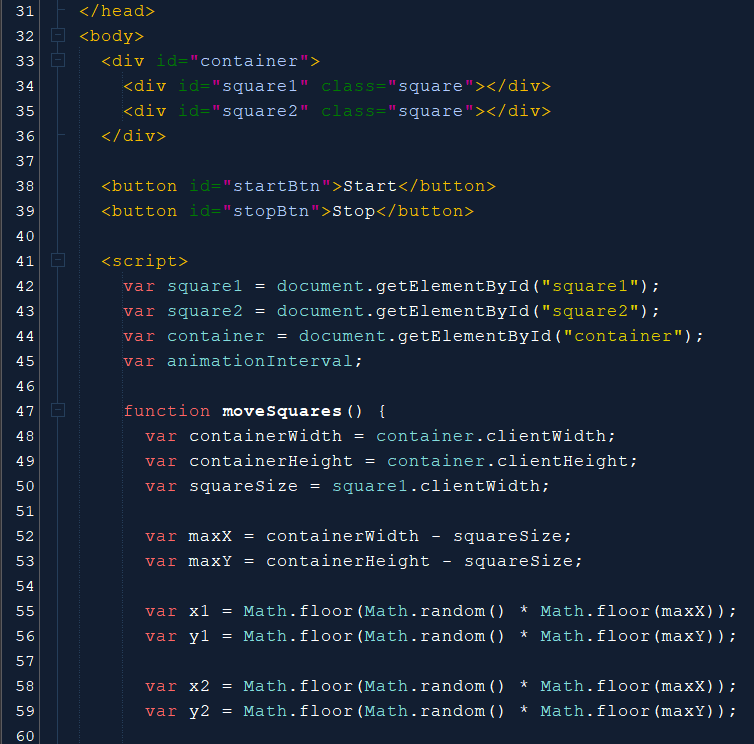 31 </head>
32 <body>
33 <div id="container">
34 <div id="square1" class="square"></div>
35 <div id="square2" class="square"></div>
36 </div>
37
38 <button id="startBtn">Start</button>
39 <button id="stopBtn">Stop</button>
40
41 <script>
42 var square1 = document.getElementById("square1");
43 var square2 = document.getElementById("square2");
44 var container = document.getElementById("container");
45 var animationInterval;
46
47 function moveSquares() {
48 var containerWidth = container.clientWidth;
49 var containerHeight = container.clientHeight;
50 var squareSize = square1.clientWidth;
51
52 var maxX = containerWidth - squareSize;
53 var maxY = containerHeight - squareSize;
54
55 var x1 = Math.floor(Math.random() * Math.floor(maxX));
56 var y1 = Math.floor(Math.random() * Math.floor(maxY));
57
58 var x2 = Math.floor(Math.random() * Math.floor(maxX));
59 var y2 = Math.floor(Math.random() * Math.floor(maxY));
60